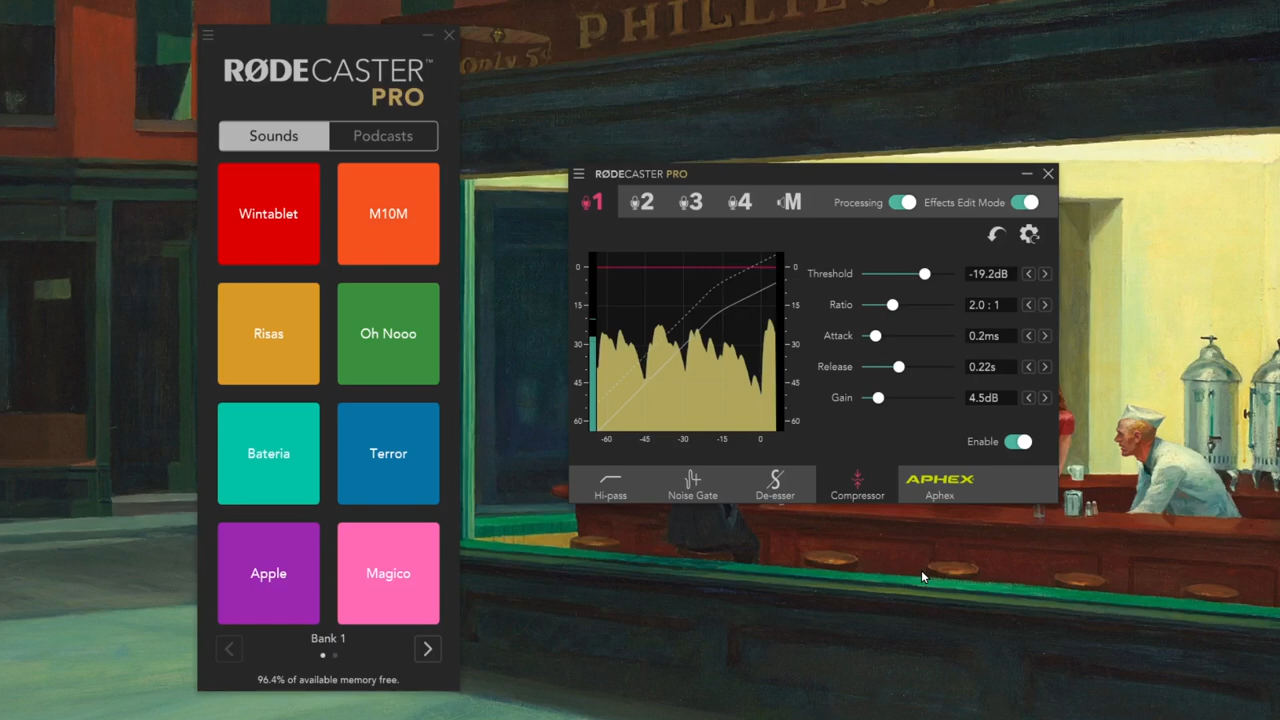 PHILLIES
only 5¢
RØDECASTER™
PRO
Sounds
Podcasts
Wintablet
M10M
Risas
Oh Nooo
Bateria
Terror
Apple
Magico
Bank 1
96.4% of available memory free.
RØDECASTER PRO
1
2
3
4
M
Processing
Effects Edit Mode
0
15
30
45
60
0
15
30
45
60
-60
-45
-30
-15
0
Threshold
-19.2dB
Ratio
2.0 : 1
Attack
0.2ms
Release
0.22s
Gain
4.5dB
Enable
Hi-pass
Noise Gate
De-esser
Compressor
APHEX
Aphex